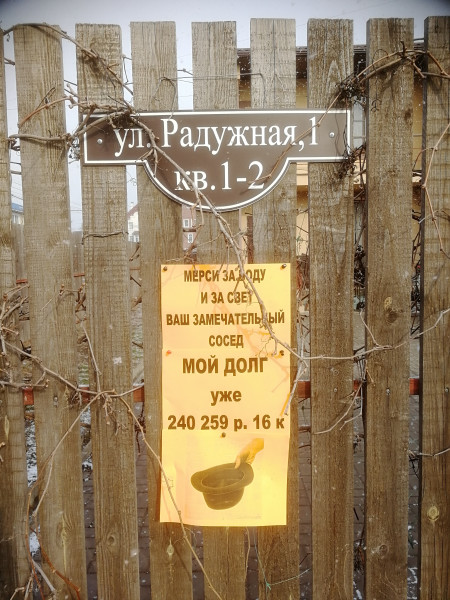 ул. Радужная, 1
кв. 1-2
МЕРСИ ЗА ВОДУ
И ЗА СВЕТ
ВАШ ЗАМЕЧАТЕЛЬНЫЙ
СОСЕД
МОЙ ДОЛГ
уже
240 259 р. 16 к